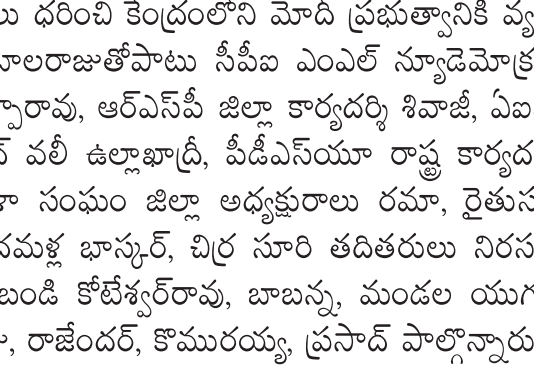 లు ధరించి కేంద్రంలోని మోదీ ప్రభుత్వానికి వ్య
ాలరాజుతోపాటు సీపీఐ ఎంఎల్ న్యూడెమోక్ర
ప్పారావు, ఆర్ఎస్‌పీ జిల్లా కార్యదర్శి శివాజీ, ఏఐ
వలీ ఉల్లాఖాద్రీ, పీడీఎస్‌యూ రాష్ట్ర కార్యద
ళా సంఘం జిల్లా అధ్యక్షురాలు రమా, రైతుస
దమళ్ల భాస్కర్, చిర్ర సూరి తదితరులు నిరస
బండి కోటేశ్వర్‌రావు, బాబన్న, మండల యుగ
, రాజేందర్, కొమురయ్య, ప్రసాద్ పాల్గొన్నారు